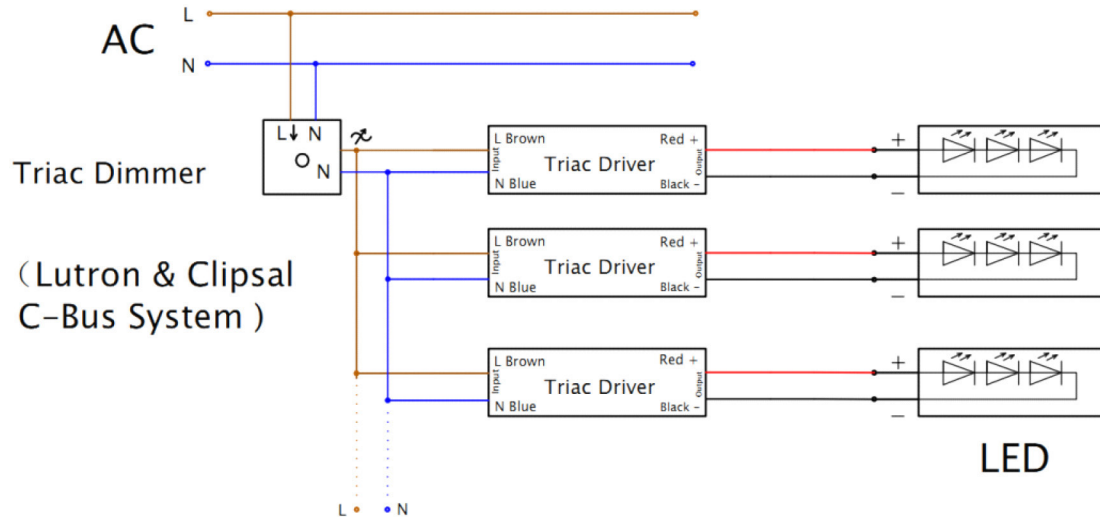 L
AC
N
L N
N
Triac Dimmer
(Lutron & Clipsal
C-Bus System )
L Brown
Input
N Blue
Triac Driver
Red +
Output
Black -
+
−
L Brown
Input
N Blue
Triac Driver
Red +
Output
Black -
+
−
L Brown
Input
N Blue
Triac Driver
Red +
Output
Black -
+
−
LED
L
N